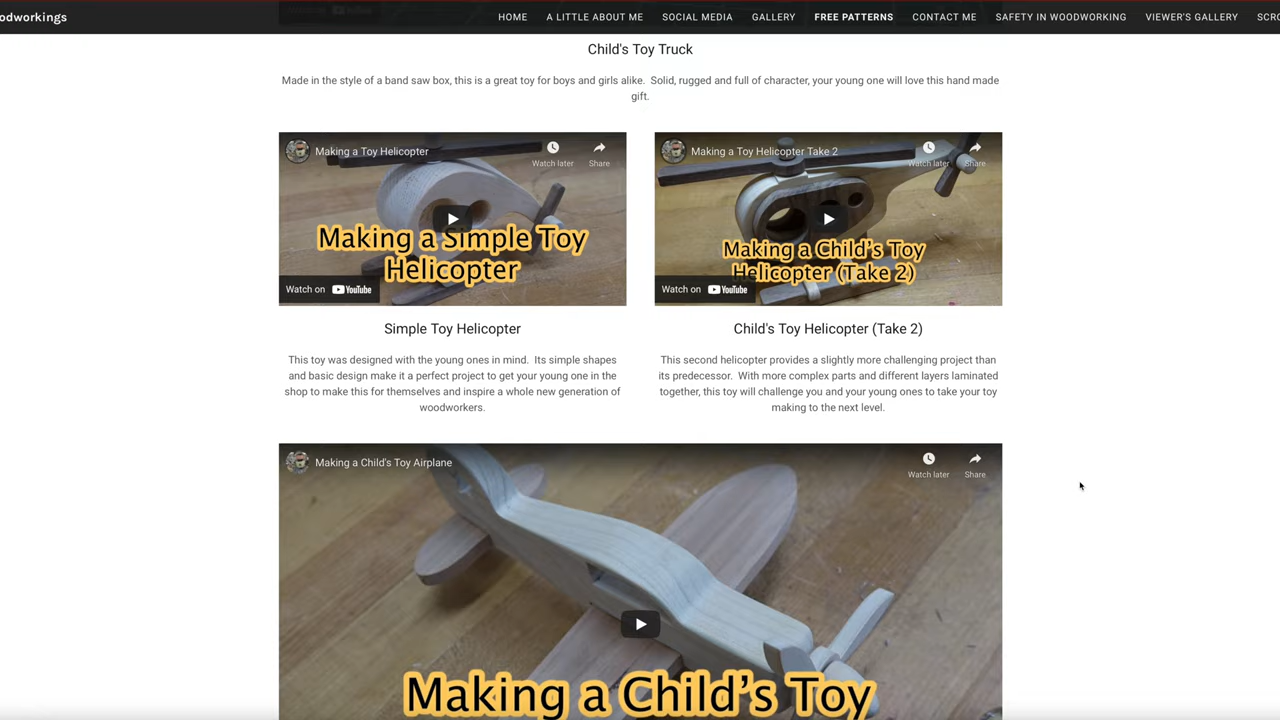 odworkings
HOME A LITTLE ABOUT ME SOCIAL MEDIA GALLERY FREE PATTERNS CONTACT ME SAFETY IN WOODWORKING VIEWER'S GALLERY SCRO
Child's Toy Truck
Made in the style of a band saw box, this is a great toy for boys and girls alike. Solid, rugged and full of character, your young one will love this hand made
gift.
Making a Toy Helicopter
Watch later Share
Making a Simple Toy
Helicopter
Watch on YouTube
Making a Toy Helicopter Take 2
Watch later Share
Making a Child's Toy
Helicopter (Take 2)
Watch on YouTube
Simple Toy Helicopter
This toy was designed with the young ones in mind. Its simple shapes
and basic design make it a perfect project to get your young one in the
shop to make this for themselves and inspire a whole new generation of
woodworkers.
Child's Toy Helicopter (Take 2)
This second helicopter provides a slightly more challenging project than
its predecessor. With more complex parts and different layers laminated
together, this toy will challenge you and your young ones to take your toy
making to the next level.
Making a Child's Toy Airplane
Watch later Share
Making a Child's Toy